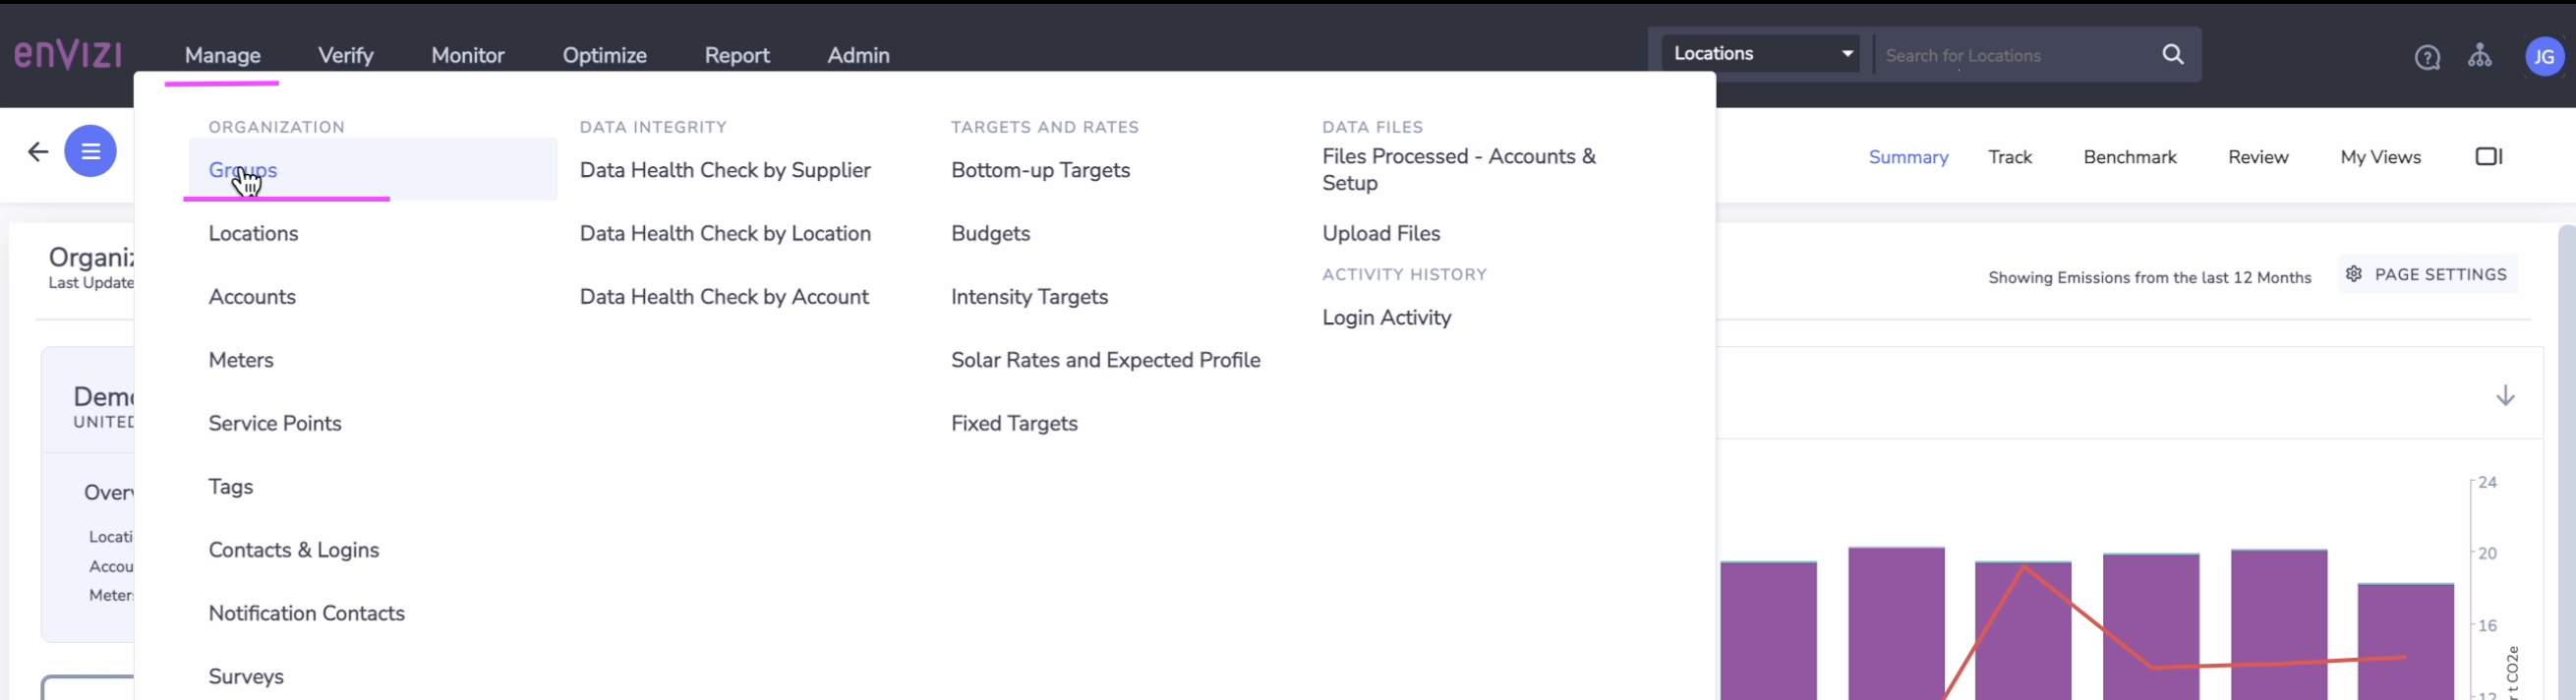 enVIZI
Manage
Verify
Monitor
Optimize
Report
Admin
Locations
Search for Locations
JG
Summary
Track
Benchmark
Review
My Views
ORGANIZATION
Groups
Locations
Accounts
Meters
Service Points
Tags
Contacts & Logins
Notification Contacts
Surveys
DATA INTEGRITY
Data Health Check by Supplier
Data Health Check by Location
Data Health Check by Account
TARGETS AND RATES
Bottom-up Targets
Budgets
Intensity Targets
Solar Rates and Expected Profile
Fixed Targets
DATA FILES
Files Processed - Accounts &
Setup
Upload Files
ACTIVITY HISTORY
Login Activity
Organiz
Last Update
Showing Emissions from the last 12 Months
PAGE SETTINGS
Demo
UNITED
Overv
Locati
Accou
Meter
24
20
16
12
t CO2e